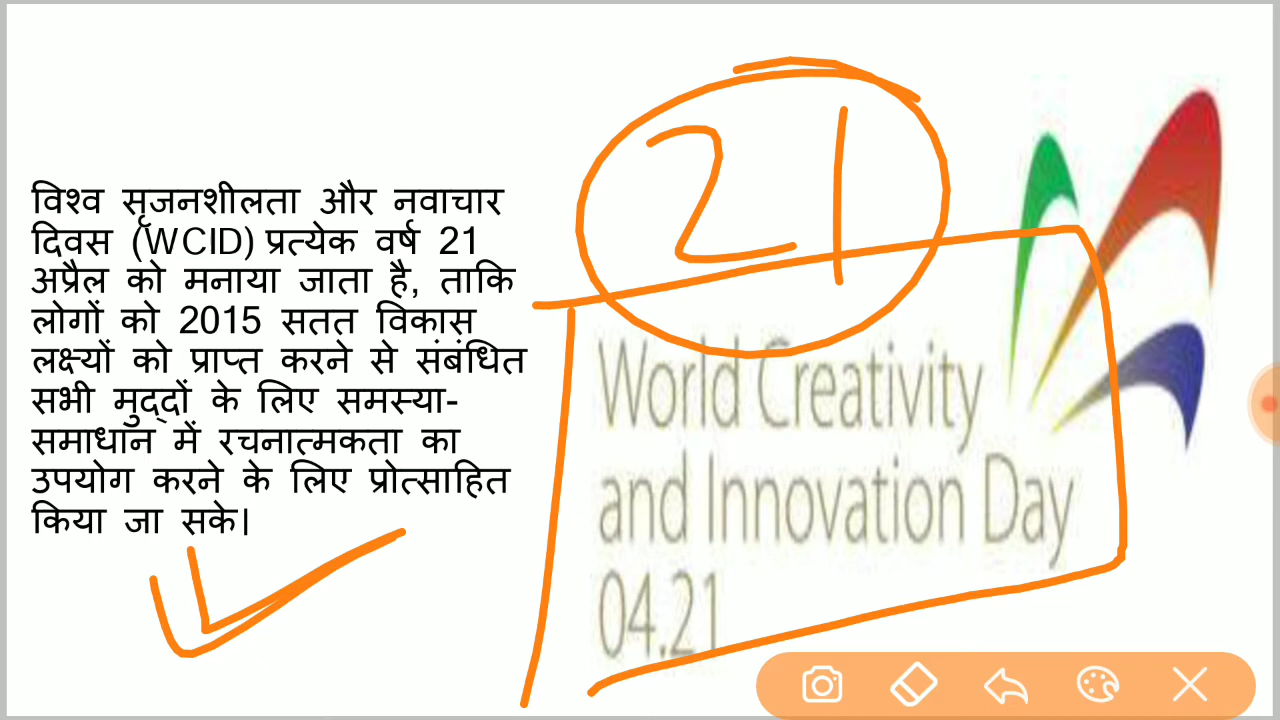 विश्व सृजनशीलता और नवाचार
दिवस (WCID) प्रत्येक वर्ष 21
अप्रैल को मनाया जाता है, ताकि
लोगों को 2015 सतत विकास
लक्ष्यों को प्राप्त करने से संबंधित
सभी मुद्दों के लिए समस्या-
समाधान में रचनात्मकता का
उपयोग करने के लिए प्रोत्साहित
किया जा सके।
21
World Creativity
and Innovation Day
04.21